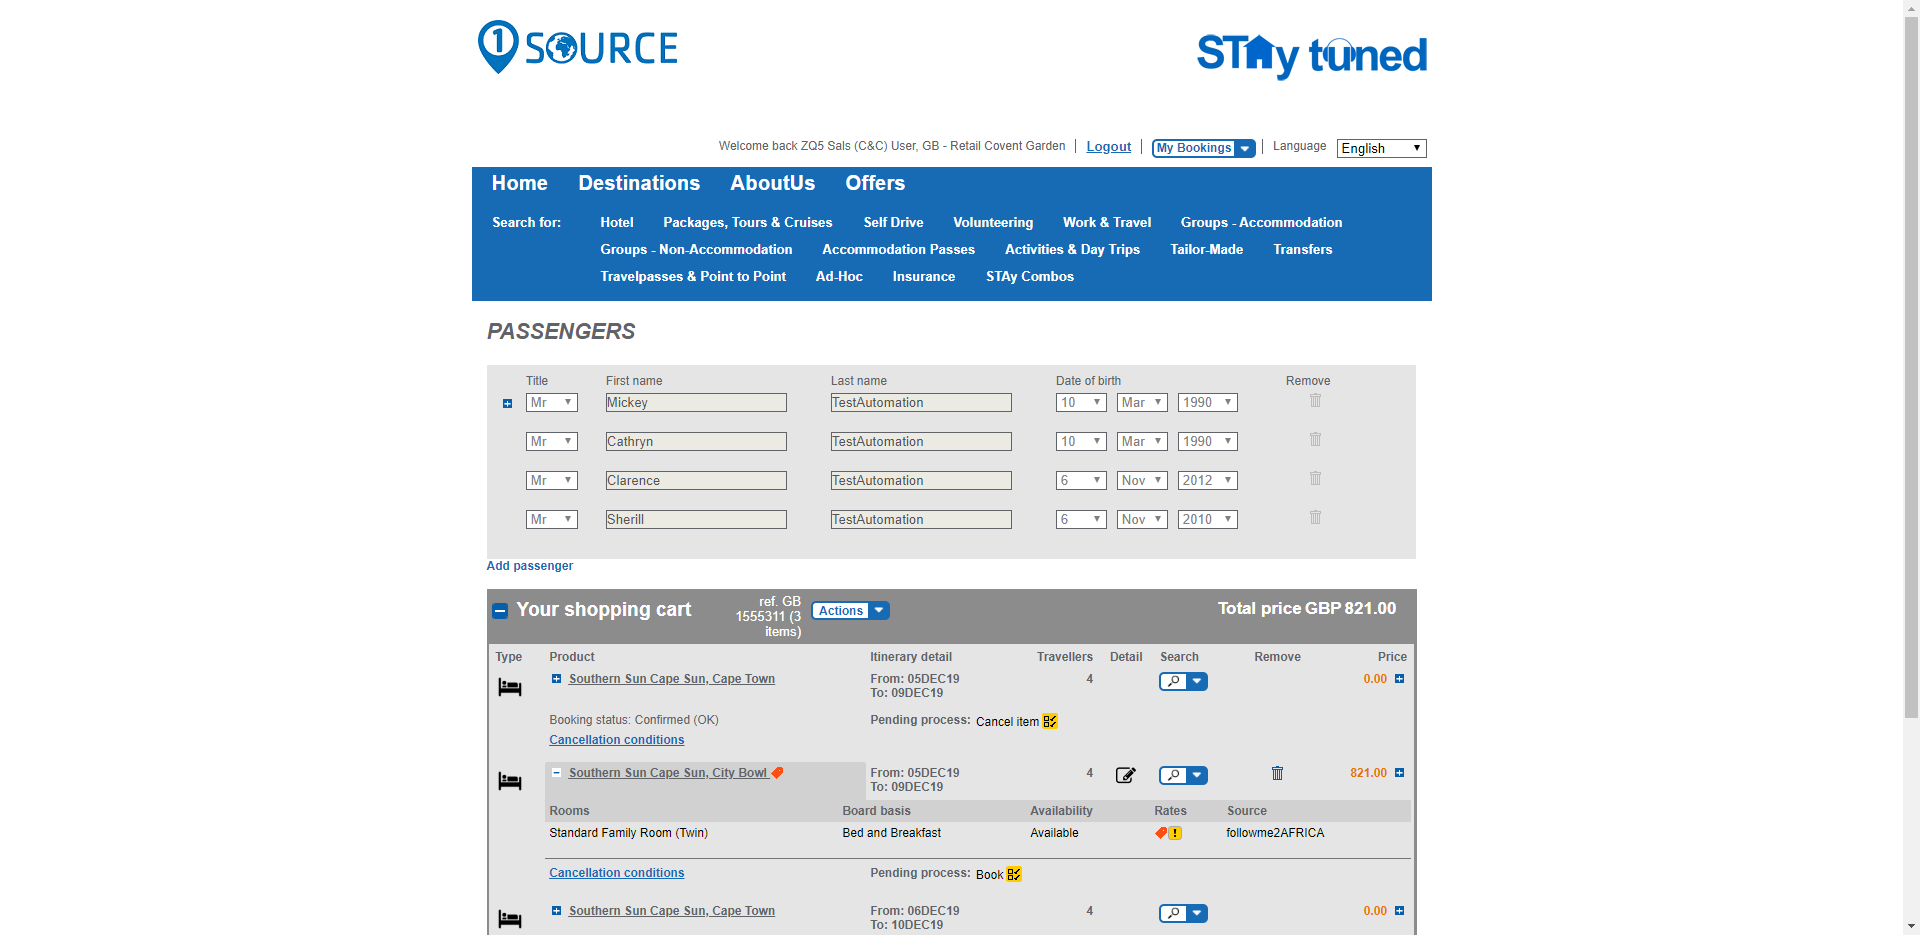 1 SOURCE
STAy tuned
Welcome back ZQ5 Sals (C&C) User, GB - Retail Covent Garden Logout My Bookings Language English
Home Destinations AboutUs Offers
Search for: Hotel Packages, Tours & Cruises Self Drive Volunteering Work & Travel Groups - Accommodation
Groups - Non-Accommodation Accommodation Passes Activities & Day Trips Tailor-Made Transfers
Travelpasses & Point to Point Ad-Hoc Insurance STAy Combos
PASSENGERS
Title First name Last name Date of birth Remove
Mr Mickey TestAutomation 10 Mar 1990
Mr Cathryn TestAutomation 10 Mar 1990
Mr Clarence TestAutomation 6 Nov 2012
Mr Sherill TestAutomation 6 Nov 2010
Add passenger
Your shopping cart ref. GB 
1555311 (3 
items) Actions Total price GBP 821.00
Type Product Itinerary detail Travellers Detail Search Remove Price
Southern Sun Cape Sun, Cape Town From: 05DEC19 4 0.00
To: 09DEC19
Booking status: Confirmed (OK) Pending process: Cancel item
Cancellation conditions
Southern Sun Cape Sun, City Bowl From: 05DEC19 4 821.00
To: 09DEC19
Rooms Board basis Availability Rates Source
Standard Family Room (Twin) Bed and Breakfast Available ! followme2AFRICA
Cancellation conditions Pending process: Book
Southern Sun Cape Sun, Cape Town From: 06DEC19 4 0.00
To: 10DEC19